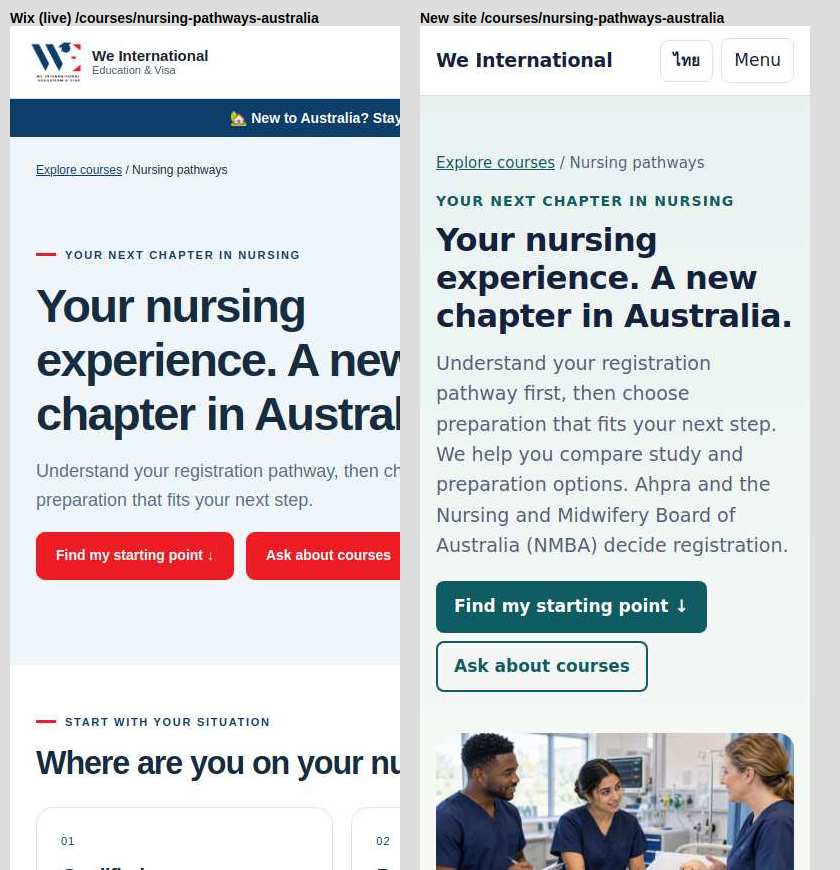 Wix (live) /courses/nursing-pathways-australia
We International
Education & Visa
🏡 New to Australia? Stay
Explore courses / Nursing pathways
YOUR NEXT CHAPTER IN NURSING
Your nursing
experience. A new
chapter in Austral
Understand your registration pathway, then ch
preparation that fits your next step.
Find my starting point ↓
Ask about courses
START WITH YOUR SITUATION
Where are you on your nu
01
02
New site /courses/nursing-pathways-australia
We International
ไทย
Menu
Explore courses / Nursing pathways
YOUR NEXT CHAPTER IN NURSING
Your nursing
experience. A new
chapter in Australia.
Understand your registration
pathway first, then choose
preparation that fits your next step.
We help you compare study and
preparation options. Ahpra and the
Nursing and Midwifery Board of
Australia (NMBA) decide registration.
Find my starting point ↓
Ask about courses